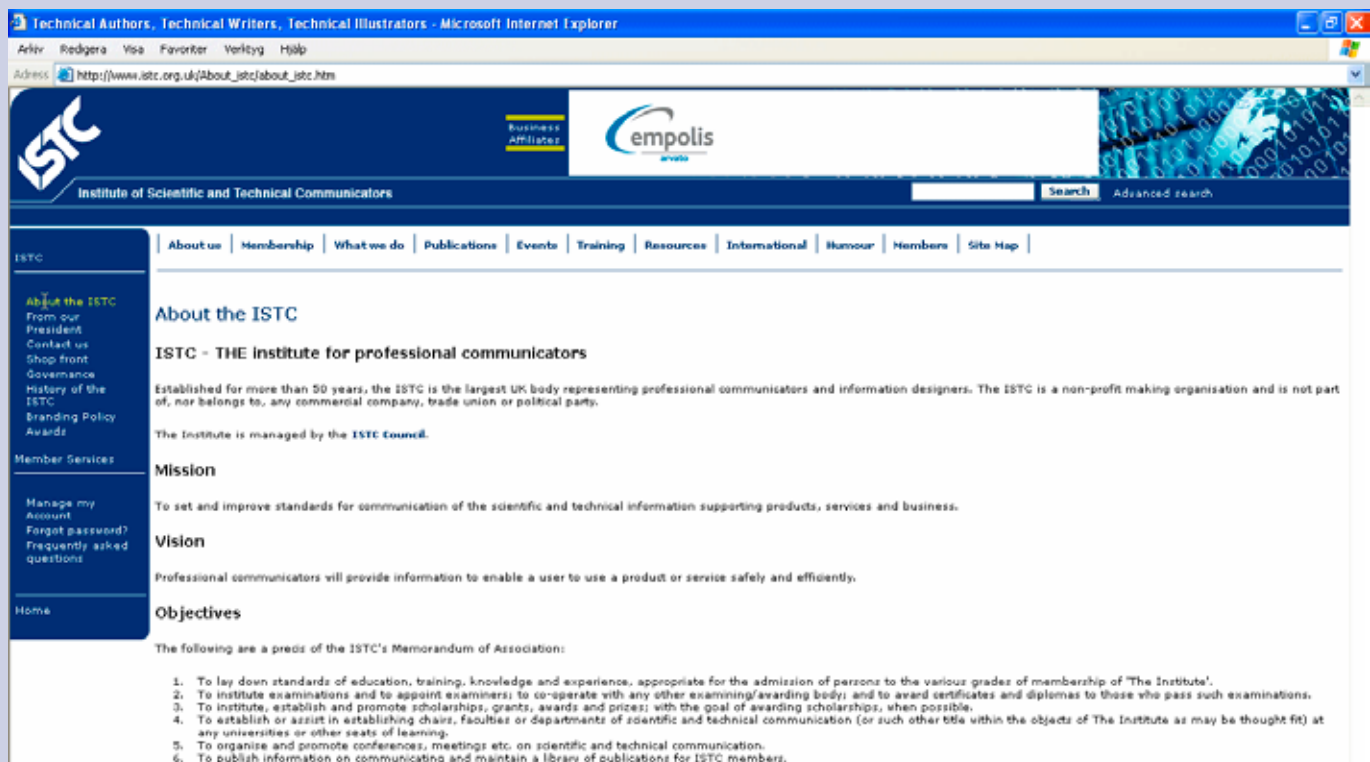 Technical Authors, Technical Writers, Technical Illustrators - Microsoft Internet Explorer
Arkiv Redigera Visa Favoriter Verktyg Hjälp
Adress http://www.istc.org.uk/About_istc/about_istc.htm
ISTC
Business
Affiliates
empolis
arvato
Institute of Scientific and Technical Communicators
Search Advanced search
About us Membership What we do Publications Events Training Resources International Humour Members Site Map
ISTC
About the ISTC
From our
President
Contact us
Shop front
Governance
History of the
ISTC
Branding Policy
Awards
Member Services
Manage my
Account
Forgot password?
Frequently asked
questions
Home
About the ISTC
ISTC - THE institute for professional communicators
Established for more than 50 years, the ISTC is the largest UK body representing professional communicators and information designers. The ISTC is a non-profit making organisation and is not part
of, nor belongs to, any commercial company, trade union or political party.
The Institute is managed by the ISTC Council.
Mission
To set and improve standards for communication of the scientific and technical information supporting products, services and business.
Vision
Professional communicators will provide information to enable a user to use a product or service safely and efficiently.
Objectives
The following are a precis of the ISTC's Memorandum of Association:
1. To lay down standards of education, training, knowledge and experience, appropriate for the admission of persons to the various grades of membership of 'The Institute'.
2. To institute examinations and to appoint examiners; to co-operate with any other examining/awarding body; and to award certificates and diplomas to those who pass such examinations.
3. To institute, establish and promote scholarships, grants, awards and prizes; with the goal of awarding scholarships, when possible.
4. To establish or assist in establishing chairs, faculties or departments of scientific and technical communication (or such other title within the objects of The Institute as may be thought fit) at
any universities or other seats of learning.
5. To organise and promote conferences, meetings etc. on scientific and technical communication.
6. To publish information on communicating and maintain a library of publications for ISTC members.